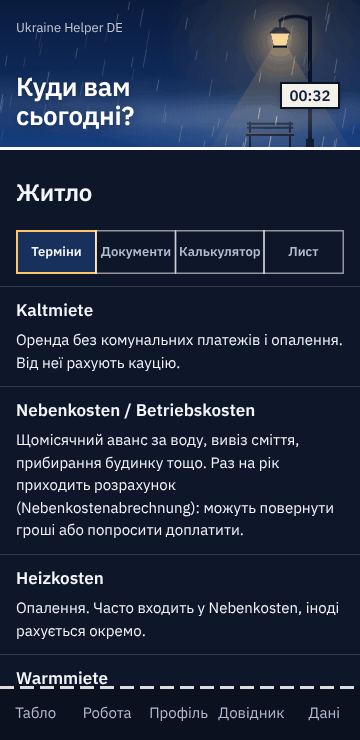 Ukraine Helper DE
Куди вам
сьогодні?
00:32
Житло
Терміни Документи Калькулятор Лист
Kaltmiete
Оренда без комунальних платежів і опалення.
Від неї рахують кауцію.
Nebenkosten / Betriebskosten
Щомісячний аванс за воду, вивіз сміття,
прибирання будинку тощо. Раз на рік
приходить розрахунок
(Nebenkostenabrechnung): можуть повернути
гроші або попросити доплатити.
Heizkosten
Опалення. Часто входить у Nebenkosten, іноді
рахується окремо.
Warmmiete
Табло Робота Профіль Довідник Дані